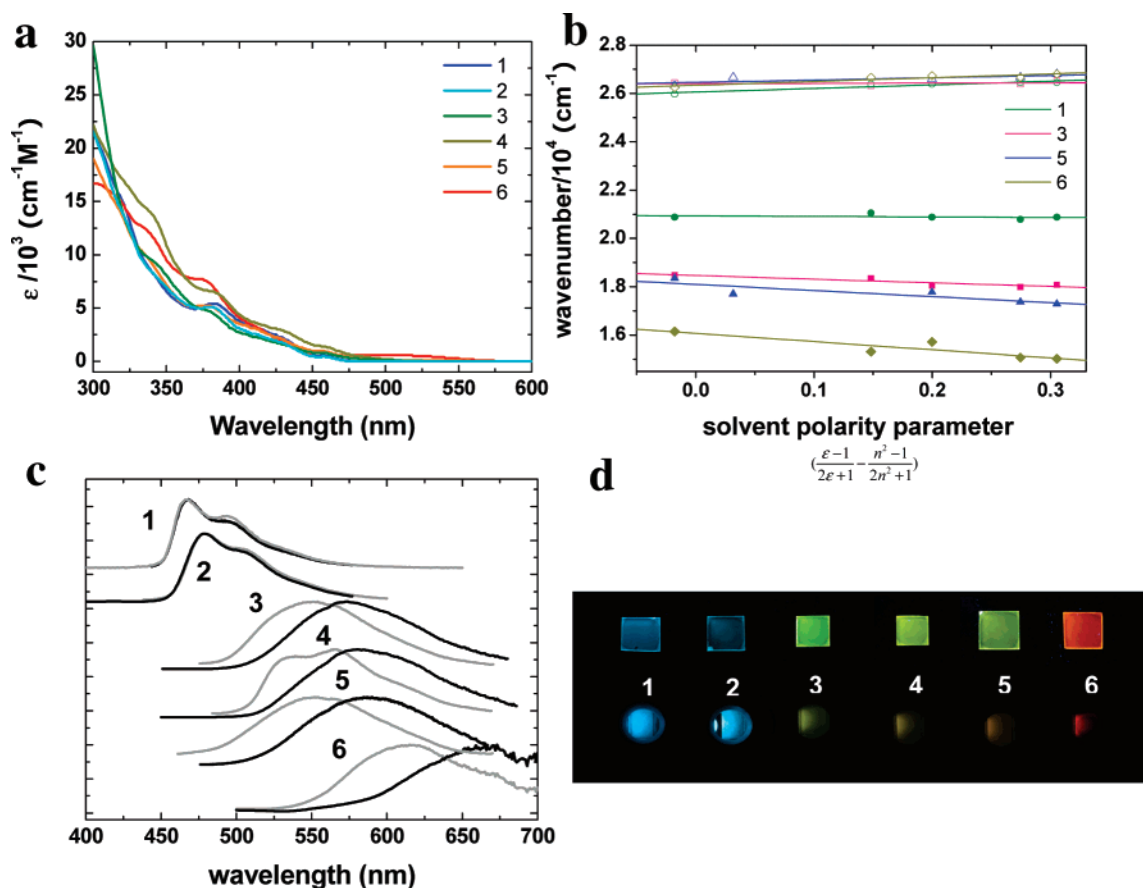 a
ε /10³ (cm⁻¹M⁻¹)
30
25
20
15
10
5
0
1
2
3
4
5
6
300 350 400 450 500 550 600
Wavelength (nm)
b
wavenumber/10⁴ (cm⁻¹)
2.8
2.6
2.4
2.2
2.0
1.8
1.6
1.4
1
3
5
6
0.0 0.1 0.2 0.3
solvent polarity parameter
(ε−1/2ε+1 − n²−1/2n²+1)
c
1
2
3
4
5
6
400 450 500 550 600 650 700
wavelength (nm)
d
1 2 3 4 5 6